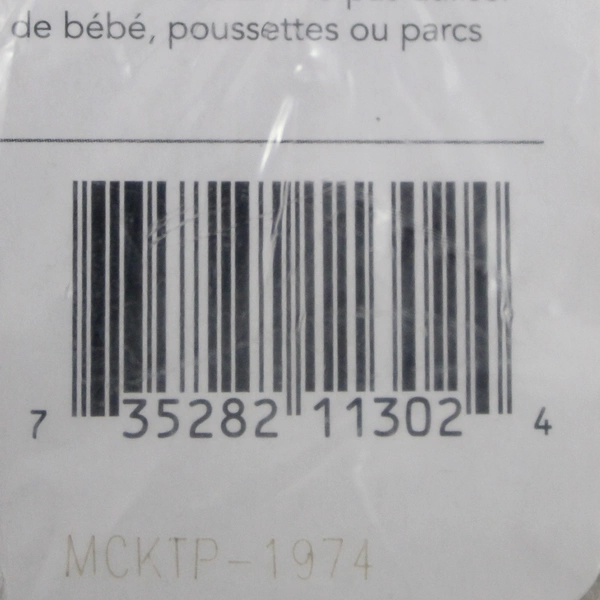 de bébé, poussettes ou parcs
7 35282 11302 4
MCKTP-1974